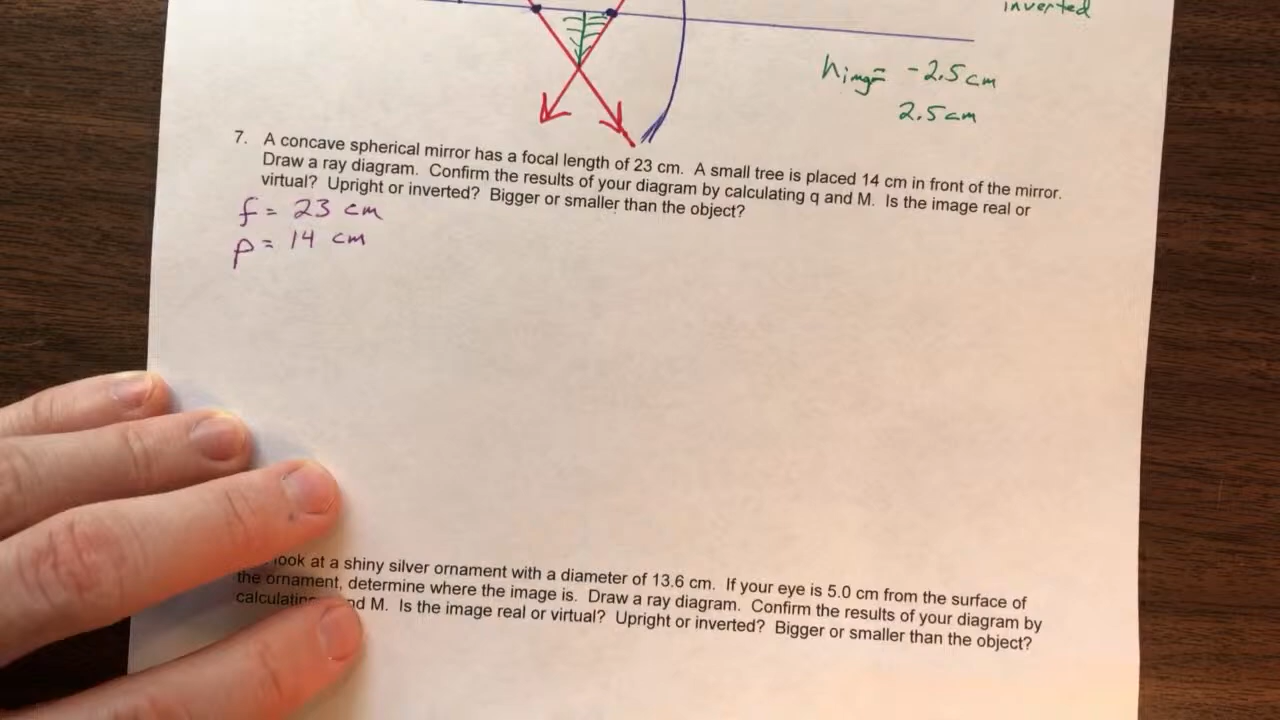 inverted
himg= -2.5cm
2.5cm
7. A concave spherical mirror has a focal length of 23 cm. A small tree is placed 14 cm in front of the mirror.
Draw a ray diagram. Confirm the results of your diagram by calculating q and M. Is the image real or
virtual? Upright or inverted? Bigger or smaller than the object?
f= 23 cm
p= 14 cm
look at a shiny silver ornament with a diameter of 13.6 cm. If your eye is 5.0 cm from the surface of
the ornament, determine where the image is. Draw a ray diagram. Confirm the results of your diagram by
M. Is the image real or virtual? Upright or inverted? Bigger or smaller than the object?